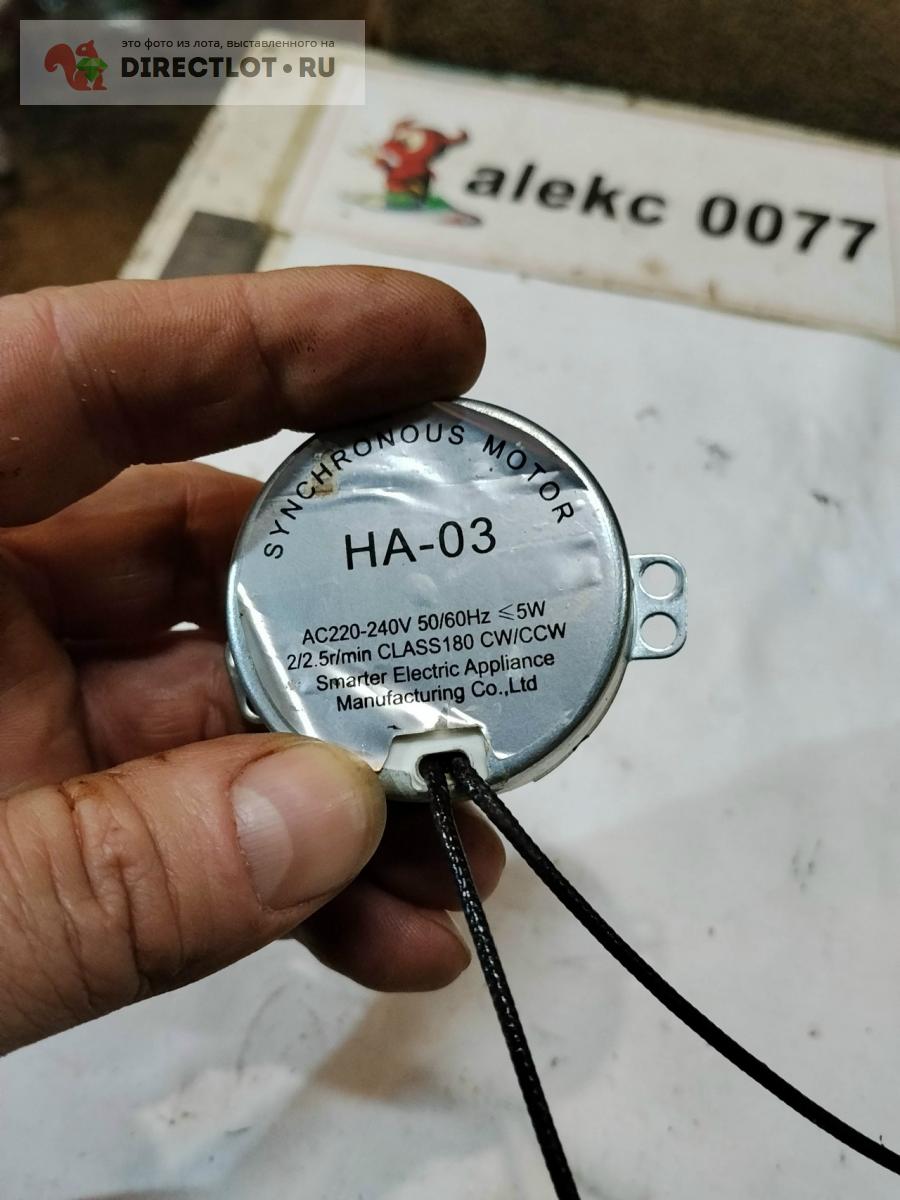 это фото из лота, выставленного на
DIRECTLOT•RU
alekc 0077
SYNCHRONOUS MOTOR
HA-03
AC220-240V 50/60Hz ≤5W
2/2.5r/min CLASS180 CW/CCW
Smarter Electric Appliance
Manufacturing Co.,Ltd